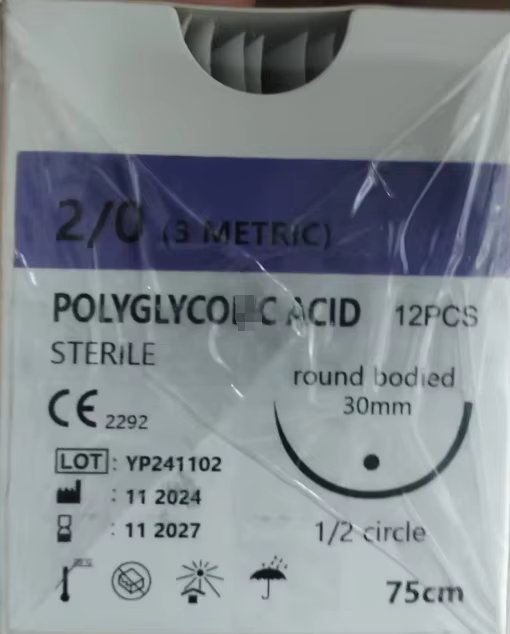 2/0 (3 METRIC)
ACID 12PCS
STERILE
round bodied
30mm
CE 2292
LOT : YP241102
: 11 2024
: 11 2027
1/2 circle
75cm